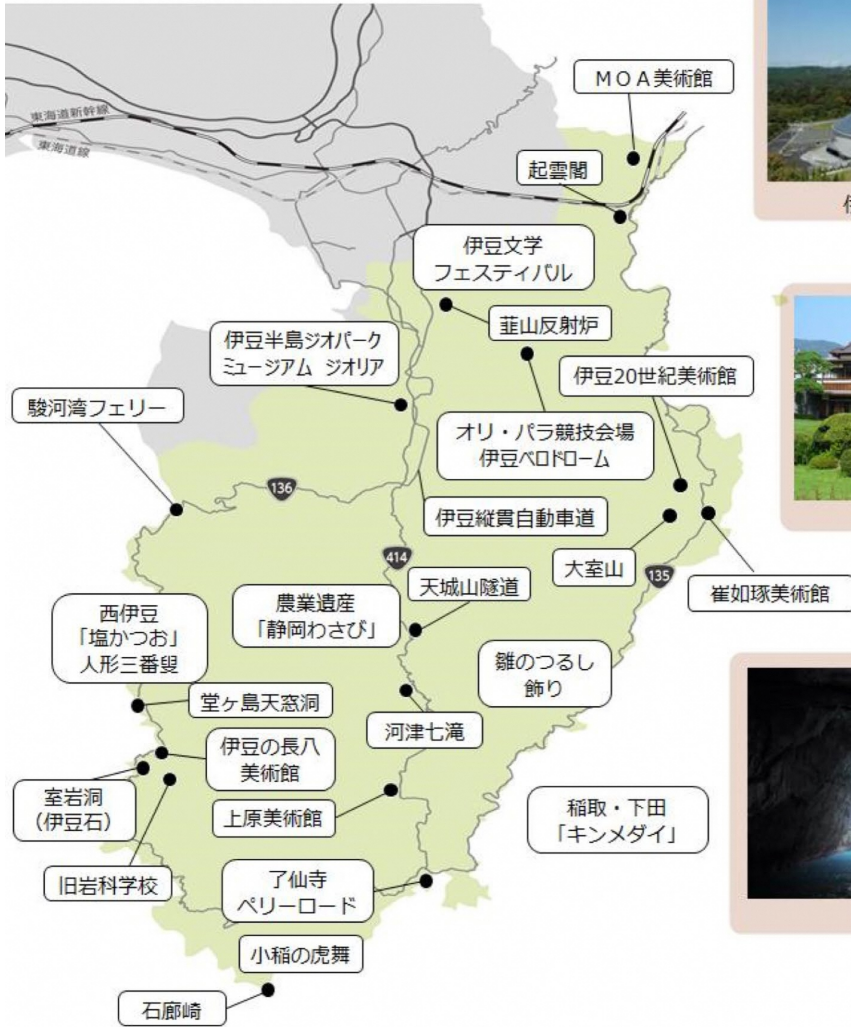 MOA美術館
東海道新幹線
東海道線
起雲閣
伊豆文学
フェスティバル
韮山反射炉
伊豆半島ジオパーク
ミュージアム ジオリア
伊豆20世紀美術館
駿河湾フェリー
オリ・パラ競技会場
伊豆ベロドローム
136
伊豆縦貫自動車道
414
大室山
135
崔如琢美術館
天城山隧道
農業遺産
「静岡わさび」
西伊豆
「塩かつお」
人形三番叟
雛のつるし
飾り
堂ヶ島天窓洞
河津七滝
伊豆の長八
美術館
室岩洞
（伊豆石）
上原美術館
稲取・下田
「キンメダイ」
旧岩科学校
了仙寺
ペリーロード
小稲の虎舞
石廊崎